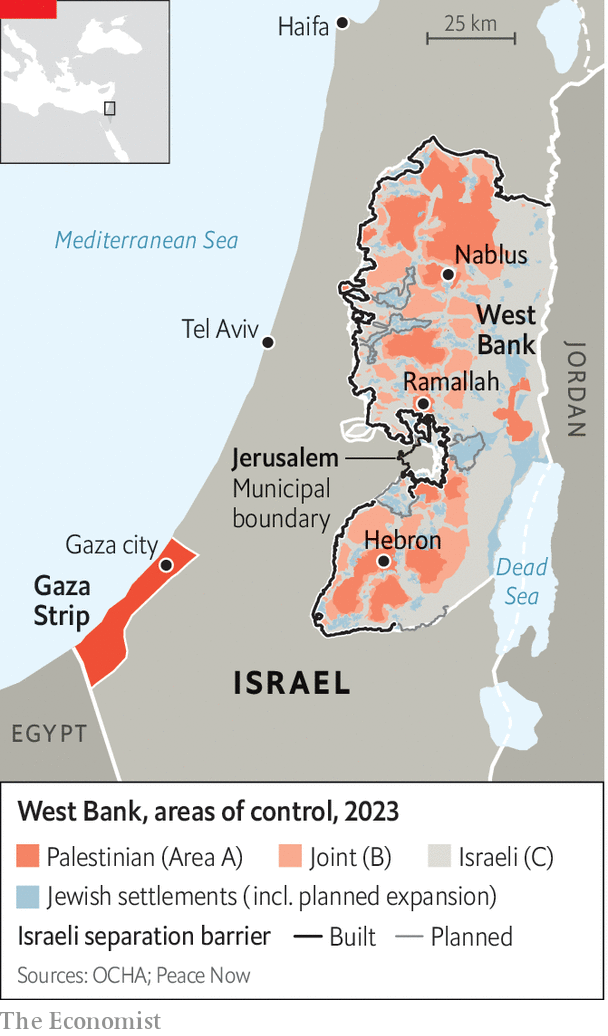 Haifa
25 km
Mediterranean Sea
Nablus
West
Bank
Tel Aviv
JORDAN
Ramallah
Jerusalem
Municipal
boundary
Gaza city
Hebron
Dead
Sea
Gaza
Strip
ISRAEL
EGYPT
West Bank, areas of control, 2023
Palestinian (Area A) Joint (B) Israeli (C)
Jewish settlements (incl. planned expansion)
Israeli separation barrier Built Planned
Sources: OCHA; Peace Now
The Economist